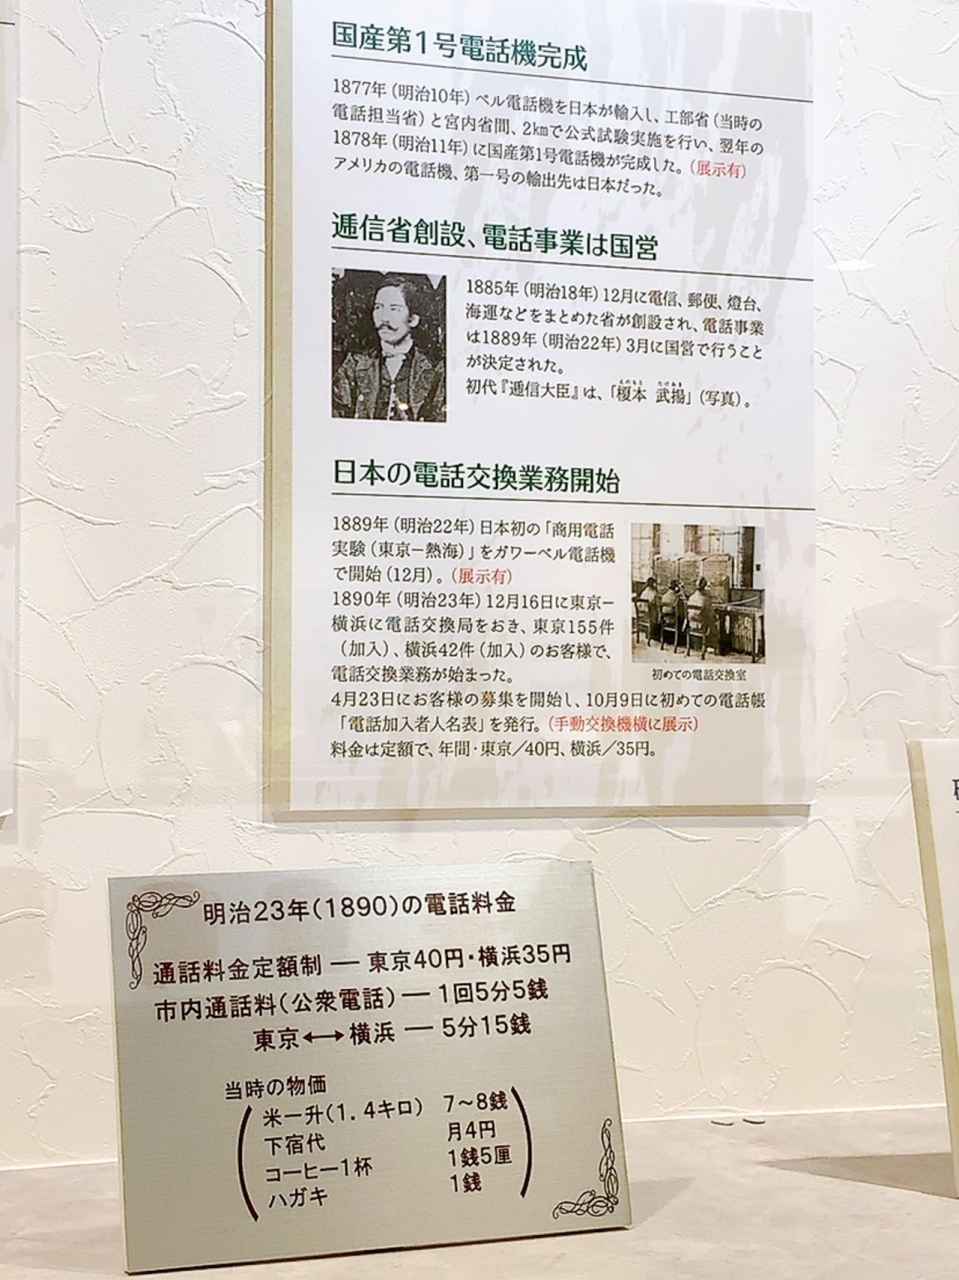 国産第1号電話機完成
1877年（明治10年）ベル電話機を日本が輸入し、工部省（当時の
電話担当省）と宮内省間、2㎞で公式試験実施を行い、翌年の
1878年（明治11年）に国産第1号電話機が完成した。（展示有）
アメリカの電話機、第一号の輸出先は日本だった。
逓信省創設、電話事業は国営
1885年（明治18年）12月に電信、郵便、燈台、
海運などをまとめた省が創設され、電話事業
は1889年（明治22年）3月に国営で行うこと
が決定された。
えのもと たけあき
初代『逓信大臣』は、「榎本 武揚」（写真）。
日本の電話交換業務開始
1889年（明治22年）日本初の「商用電話
実験（東京－熱海）」をガワーベル電話機
で開始（12月）。（展示有）
1890年（明治23年）12月16日に東京－
横浜に電話交換局をおき、東京155件
（加入）、横浜42件（加入）のお客様で、
電話交換業務が始まった。
4月23日にお客様の募集を開始し、10月9日に初めての電話帳
「電話加入者人名表」を発行。（手動交換機横に展示）
料金は定額で、年間・東京／40円、横浜／35円。
初めての電話交換室
明治23年(1890)の電話料金
通話料金定額制 ― 東京40円・横浜35円
市内通話料(公衆電話) ― 1回5分5銭
東京↔横浜 ― 5分15銭
当時の物価
米一升(1.4キロ) 7～8銭
下宿代 月4円
コーヒー1杯 1銭5厘
ハガキ 1銭